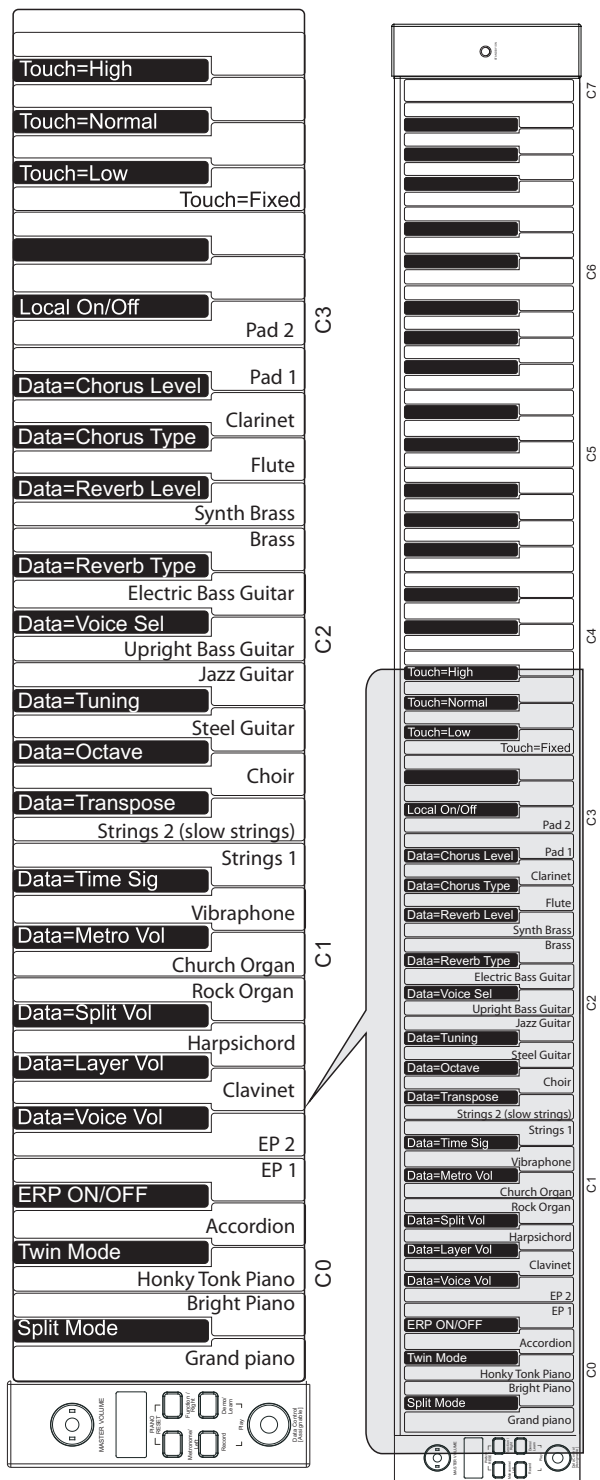 Touch=High
Touch=Normal
Touch=Low
Touch=Fixed
Local On/Off
Pad 2
C3
Pad 1
Data=Chorus Level
Clarinet
Data=Chorus Type
Flute
Data=Reverb Level
Synth Brass
Brass
Data=Reverb Type
Electric Bass Guitar
Data=Voice Sel
Upright Bass Guitar
C2
Jazz Guitar
Data=Tuning
Steel Guitar
Data=Octave
Choir
Data=Transpose
Strings 2 (slow strings)
Strings 1
Data=Time Sig
Vibraphone
Data=Metro Vol
Church Organ
C1
Rock Organ
Data=Split Vol
Harpsichord
Data=Layer Vol
Clavinet
Data=Voice Vol
EP 2
EP 1
ERP ON/OFF
Accordion
Twin Mode
Honky Tonk Piano
C0
Bright Piano
Split Mode
Grand piano
MASTER VOLUME
PIANO
RESET
Function /
Right
Metronome/
Left
Demo/
Learn
Record
Play
Data Control
[Assignable]
C7
C6
C5
C4
Touch=High
Touch=Normal
Touch=Low
Touch=Fixed
Local On/Off
C3
Pad 2
Data=Chorus Level
Pad 1
Clarinet
Data=Chorus Type
Flute
Data=Reverb Level
Synth Brass
Brass
Data=Reverb Type
Electric Bass Guitar
Data=Voice Sel
C2
Upright Bass Guitar
Jazz Guitar
Data=Tuning
Steel Guitar
Data=Octave
Choir
Data=Transpose
Strings 2 (slow strings)
Strings 1
Data=Time Sig
Vibraphone
Data=Metro Vol
C1
Church Organ
Rock Organ
Data=Split Vol
Harpsichord
Data=Layer Vol
Clavinet
Data=Voice Vol
EP 2
EP 1
ERP ON/OFF
Accordion
Twin Mode
C0
Honky Tonk Piano
Bright Piano
Split Mode
Grand piano
MASTER VOLUME